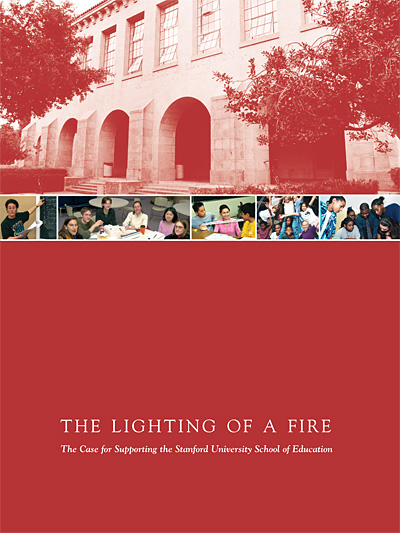 THE LIGHTING OF A FIRE
The Case for Supporting the Stanford University School of Education